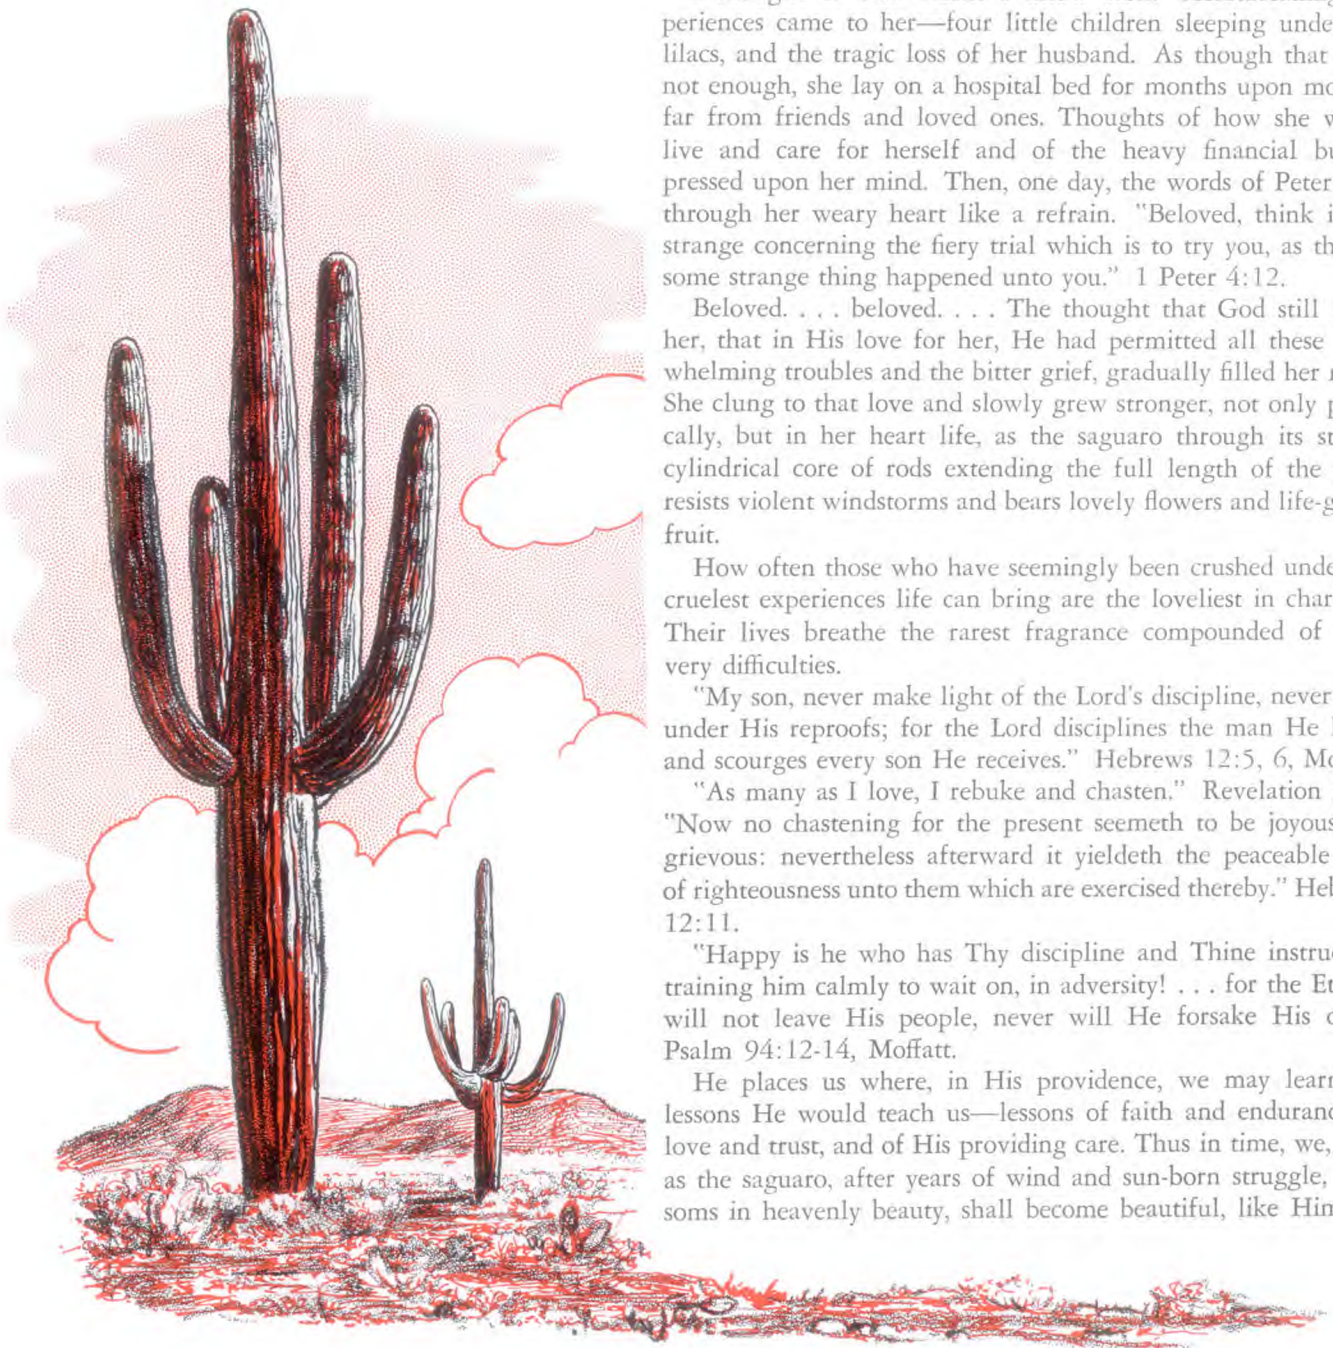 periences came to her—four little children sleeping unde
lilacs, and the tragic loss of her husband. As though that
not enough, she lay on a hospital bed for months upon mo
far from friends and loved ones. Thoughts of how she w
live and care for herself and of the heavy financial bu
pressed upon her mind. Then, one day, the words of Peter
through her weary heart like a refrain. "Beloved, think i
strange concerning the fiery trial which is to try you, as th
some strange thing happened unto you." 1 Peter 4:12.
Beloved. . . . beloved. . . . The thought that God still
her, that in His love for her, He had permitted all these
whelming troubles and the bitter grief, gradually filled her
She clung to that love and slowly grew stronger, not only p
cally, but in her heart life, as the saguaro through its st
cylindrical core of rods extending the full length of the
resists violent windstorms and bears lovely flowers and life-g
fruit.
How often those who have seemingly been crushed unde
cruelest experiences life can bring are the loveliest in char
Their lives breathe the rarest fragrance compounded of
very difficulties.
"My son, never make light of the Lord's discipline, never
under His reproofs; for the Lord disciplines the man He
and scourges every son He receives." Hebrews 12:5, 6, Mo
"As many as I love, I rebuke and chasten." Revelation
"Now no chastening for the present seemeth to be joyous
grievous: nevertheless afterward it yieldeth the peaceable
of righteousness unto them which are exercised thereby." Heb
12:11.
"Happy is he who has Thy discipline and Thine instru
training him calmly to wait on, in adversity! . . . for the Et
will not leave His people, never will He forsake His o
Psalm 94:12-14, Moffatt.
He places us where, in His providence, we may learn
lessons He would teach us—lessons of faith and enduranc
love and trust, and of His providing care. Thus in time, we,
as the saguaro, after years of wind and sun-born struggle,
soms in heavenly beauty, shall become beautiful, like Him